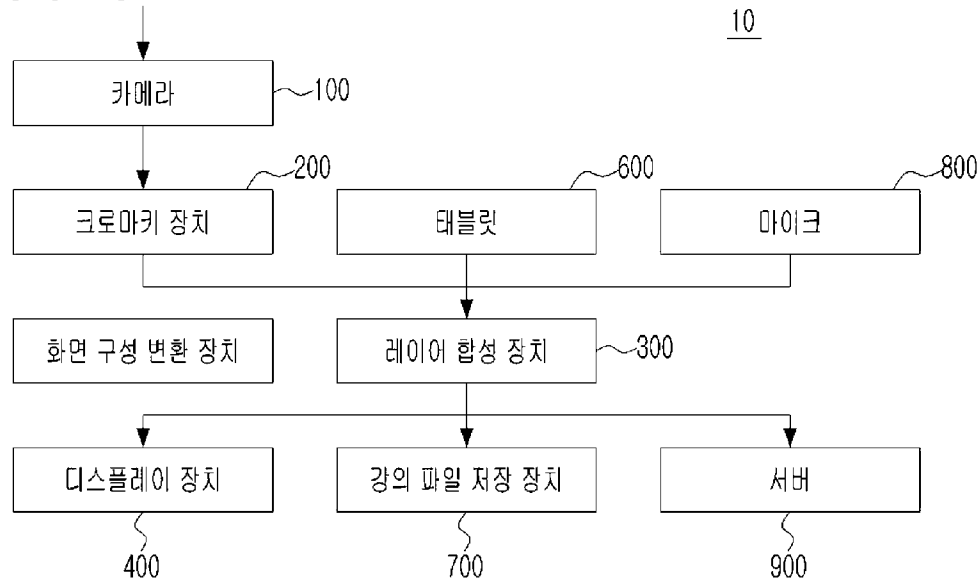 10
카메라
100
200
600
800
크로마키 장치
태블릿
마이크
화면 구성 변환 장치
레이어 합성 장치
300
디스플레이 장치
강의 파일 저장 장치
서버
400
700
900